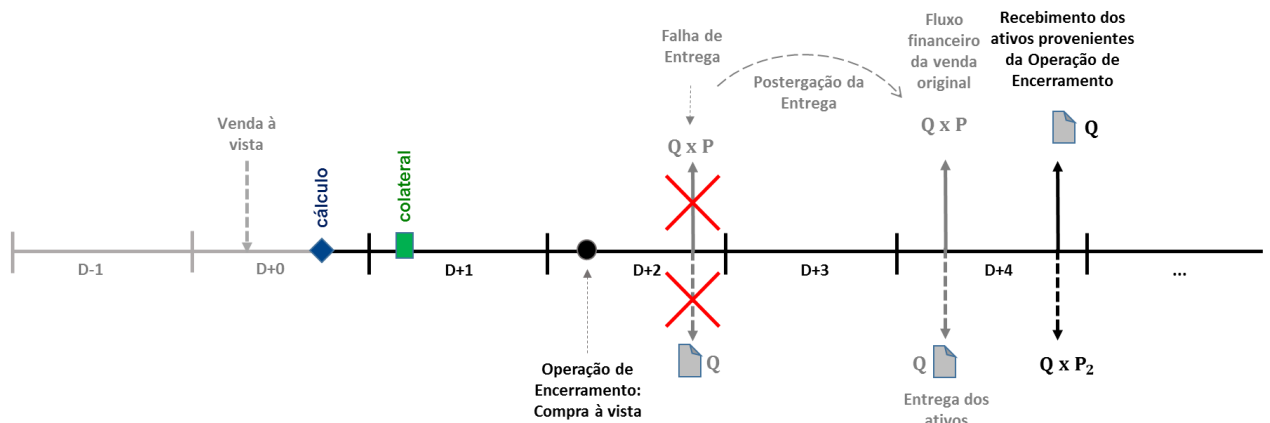 Falha de
Entrega
Postergação da
Entrega
Fluxo
financeiro
da venda
original
Recebimento dos
ativos provenientes
da Operação de
Encerramento
Venda à
vista
Q x P
Q x P
Q
cálculo
colateral
D-1
D+0
D+1
D+2
D+3
D+4
...
Operação de
Encerramento:
Compra à vista
Q
Q
Q x P₂
Entrega dos
ativos